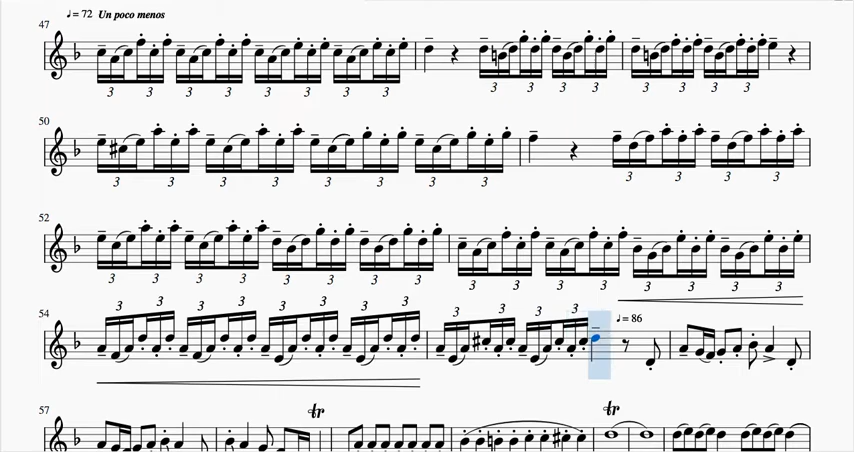 ♩= 72 Un poco menos
47
3 3 3 3 3 3 3 3 3 3 3 3 3 3 3 3
50
3 3 3 3 3 3 3 3 3 3 3 3
52
3 3 3 3 3 3 3 3 3 3 3 3 3 3 3 3
54
3 3 3 3 3 3 3 3 3 3 3 3
♩= 86
57
tr tr